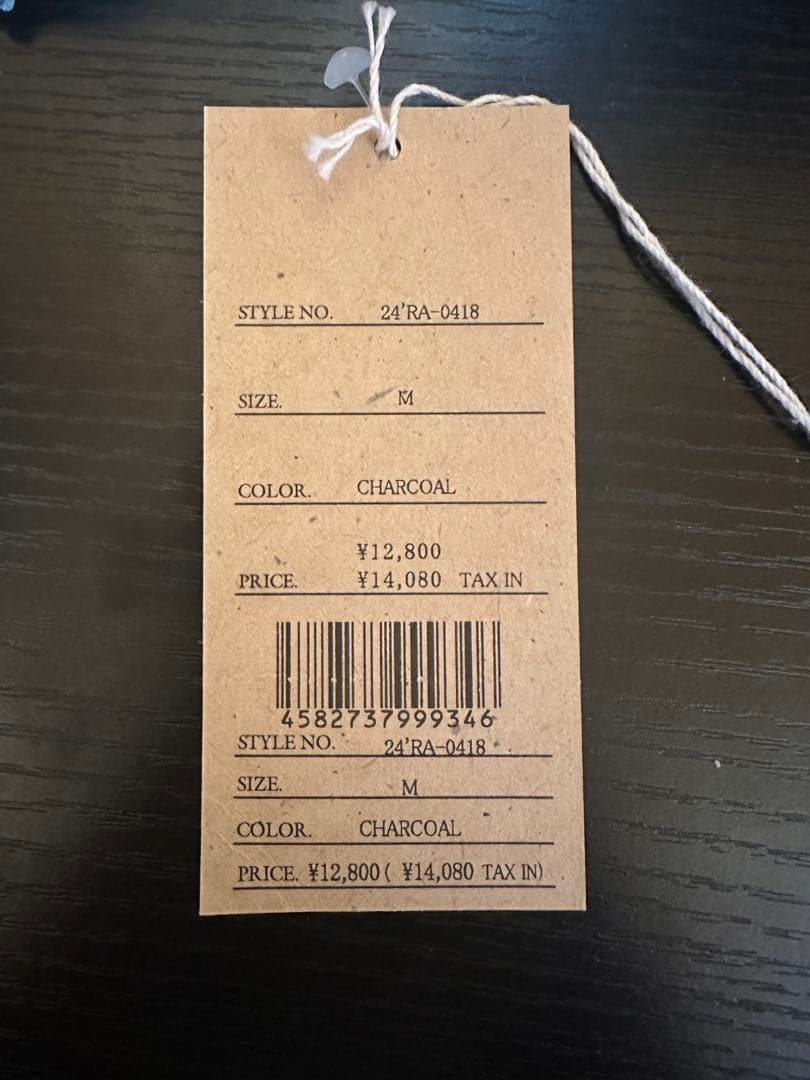 STYLE NO. 24'RA-0418
SIZE. M
COLOR. CHARCOAL
¥12,800
PRICE. ¥14,080 TAX IN
4582737999346
STYLE NO. 24'RA-0418
SIZE. M
COLOR. CHARCOAL
PRICE. ¥12,800 ( ¥14,080 TAX IN)